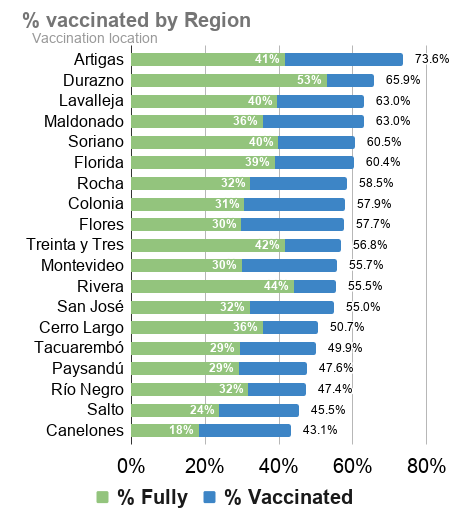 % vaccinated by Region
Vaccination location
Artigas 41% 73.6%
Durazno 53% 65.9%
Lavalleja 40% 63.0%
Maldonado 36% 63.0%
Soriano 40% 60.5%
Florida 39% 60.4%
Rocha 32% 58.5%
Colonia 31% 57.9%
Flores 30% 57.7%
Treinta y Tres 42% 56.8%
Montevideo 30% 55.7%
Rivera 44% 55.5%
San José 32% 55.0%
Cerro Largo 36% 50.7%
Tacuarembó 29% 49.9%
Paysandú 29% 47.6%
Río Negro 32% 47.4%
Salto 24% 45.5%
Canelones 18% 43.1%
0% 20% 40% 60% 80%
% Fully % Vaccinated